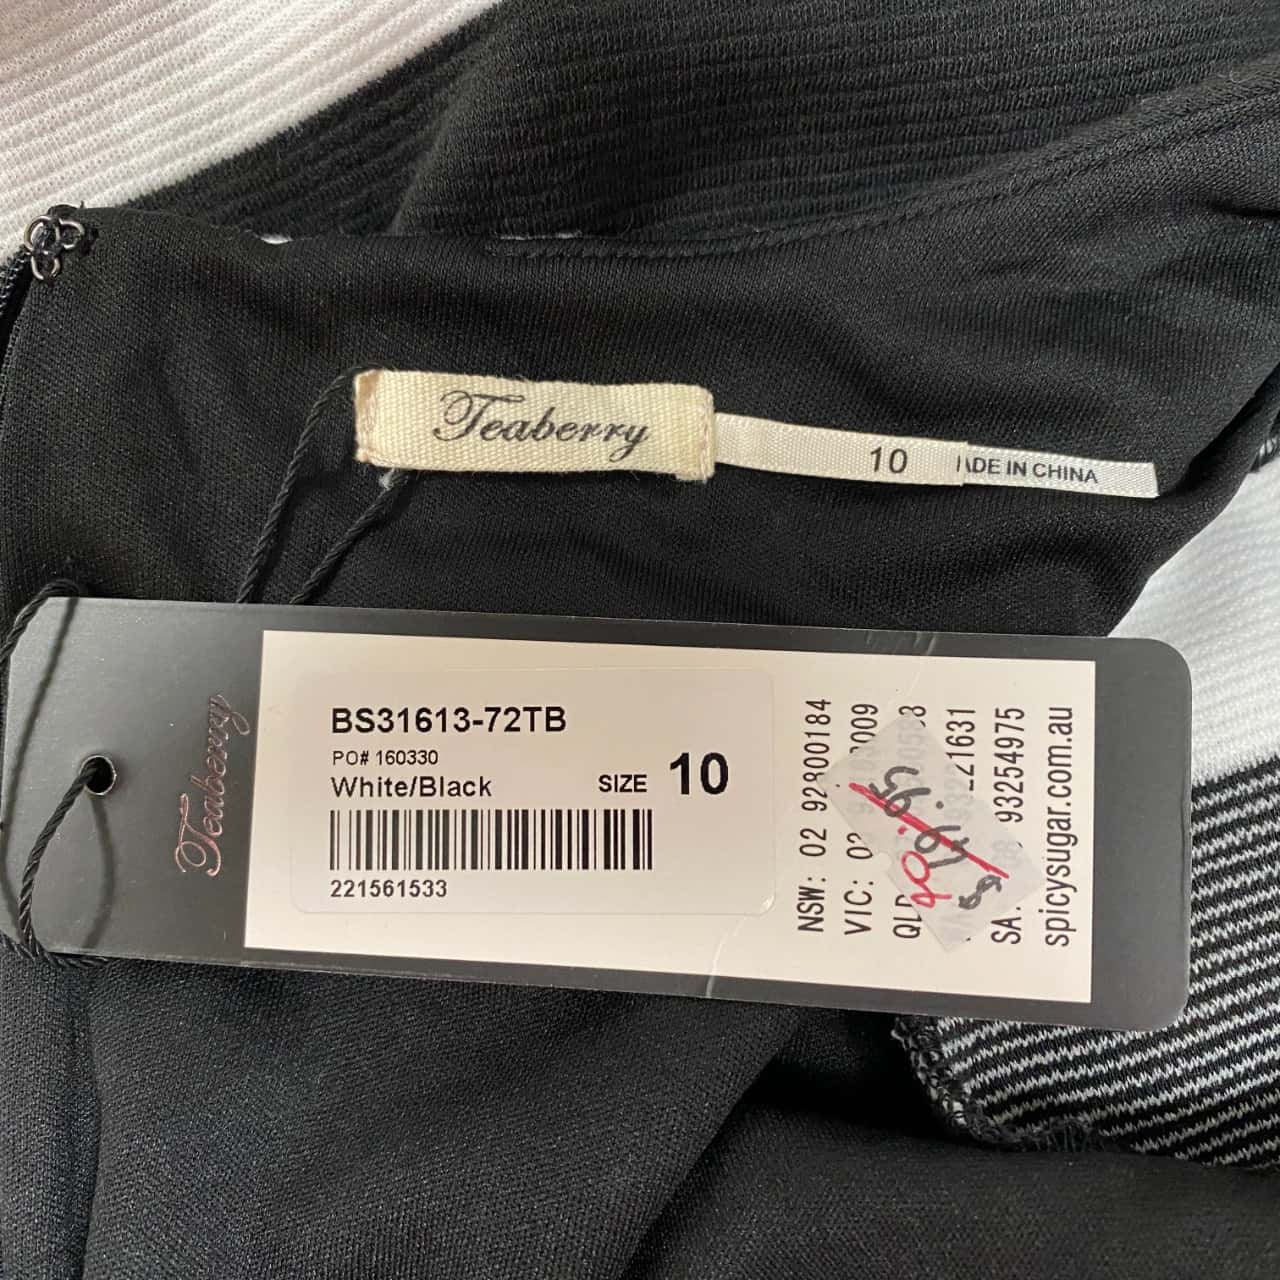 Teaberry
10
ADE IN CHINA
Teaberry
BS31613-72TB
PO# 160330
White/Black
SIZE 10
221561533
NSW: 02 92800184
VIC:
QLD
SA: 93254975
spicysugar.com.au